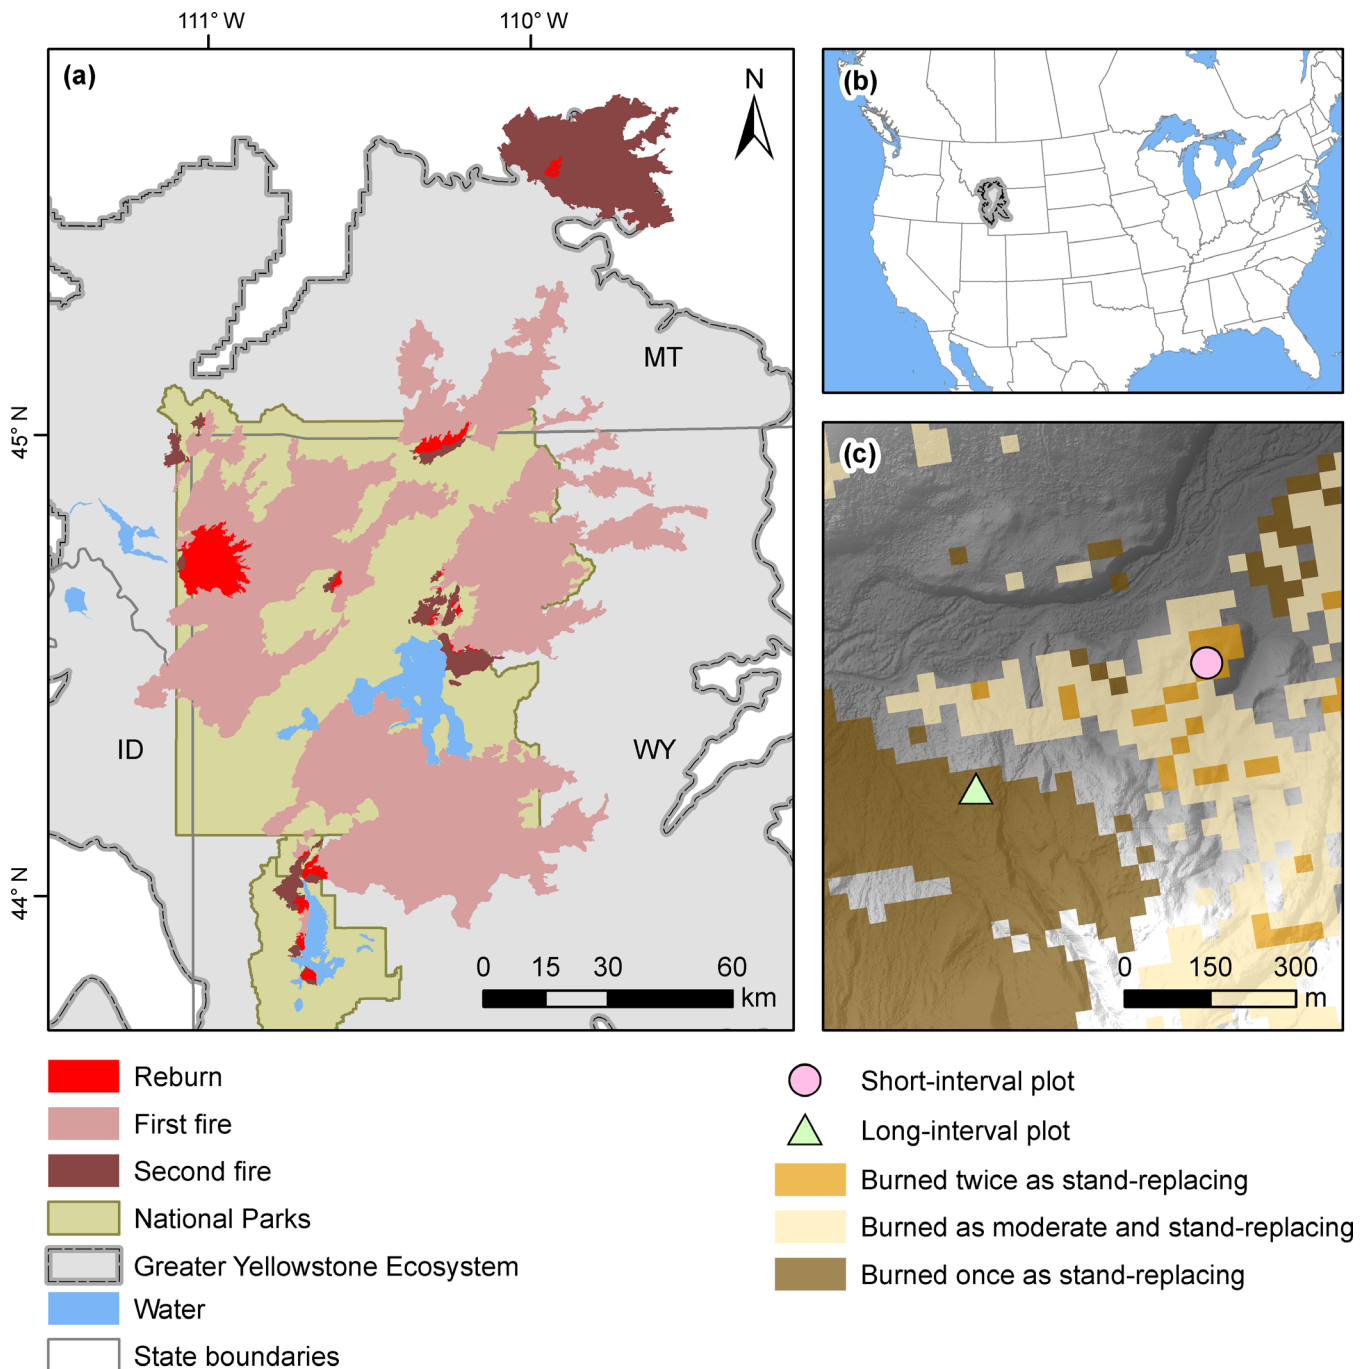 111° W
110° W
(a)
N
(b)
MT
45° N
(c)
ID
WY
44° N
0 15 30 60
km
0 150 300
m
Reburn
First fire
Second fire
National Parks
Greater Yellowstone Ecosystem
Water
State boundaries
Short-interval plot
Long-interval plot
Burned twice as stand-replacing
Burned as moderate and stand-replacing
Burned once as stand-replacing